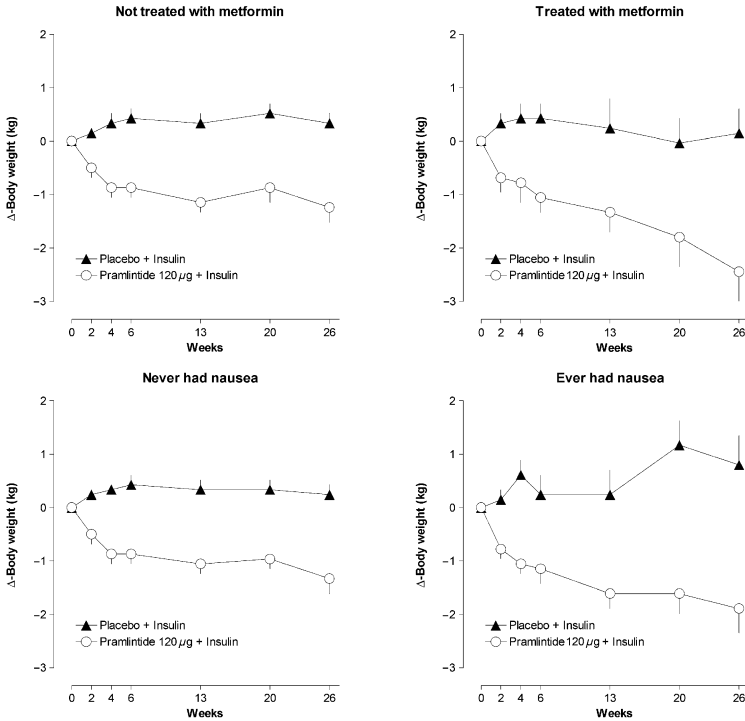 Not treated with metformin
2
1
0
−1
−2
−3
Δ-Body weight (kg)
Placebo + Insulin
Pramlintide 120 µg + Insulin
0 2 4 6 13 20 26
Weeks
Treated with metformin
2
1
0
−1
−2
−3
Δ-Body weight (kg)
Placebo + Insulin
Pramlintide 120 µg + Insulin
0 2 4 6 13 20 26
Weeks
Never had nausea
2
1
0
−1
−2
−3
Δ-Body weight (kg)
Placebo + Insulin
Pramlintide 120 µg + Insulin
0 2 4 6 13 20 26
Weeks
Ever had nausea
2
1
0
−1
−2
−3
Δ-Body weight (kg)
Placebo + Insulin
Pramlintide 120 µg + Insulin
0 2 4 6 13 20 26
Weeks